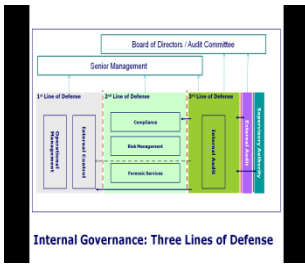 Board of Directors / Audit Committee
Senior Management
1st Line of Defense
2nd Line of Defense
3rd Line of Defense
Operational Management
Internal Control
Compliance
Risk Management
Forensic Services
Internal Audit
External Audit
Supervisory Authority
Internal Governance: Three Lines of Defense